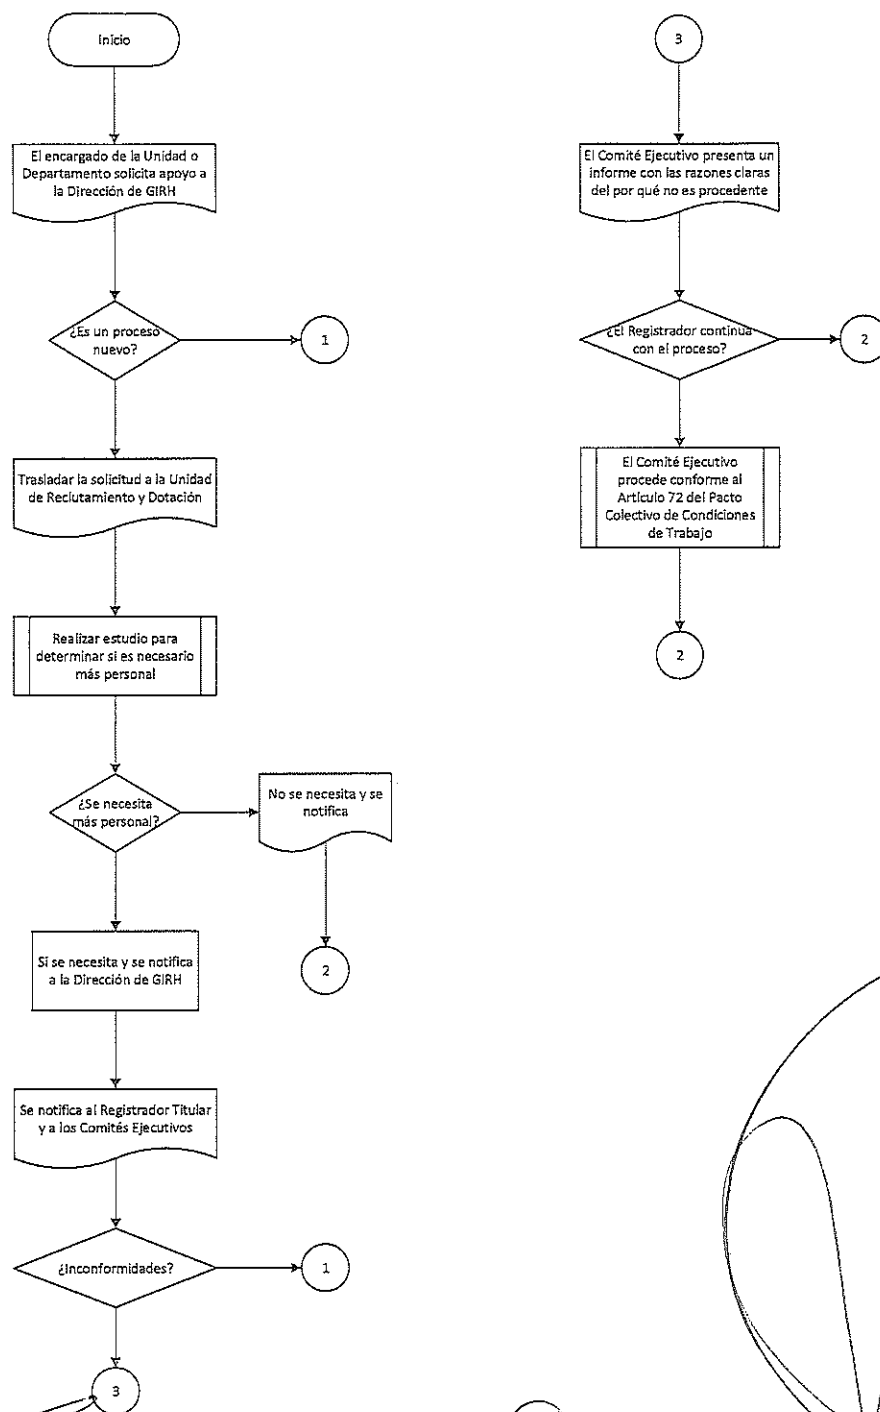 Inicio
El encargado de la Unidad o
Departamento solicita apoyo a
la Dirección de GIRH
¿Es un proceso
nuevo?
1
Trasladar la solicitud a la Unidad
de Reclutamiento y Dotación
Realizar estudio para
determinar si es necesario
más personal
¿Se necesita
más personal?
No se necesita y se
notifica
2
Si se necesita y se notifica
a la Dirección de GIRH
Se notifica al Registrador Titular
y a los Comités Ejecutivos
¿Inconformidades?
1
3
3
El Comité Ejecutivo presenta un
informe con las razones claras
del por qué no es procedente
¿El Registrador continua
con el proceso?
2
El Comité Ejecutivo
procede conforme al
Artículo 72 del Pacto
Colectivo de Condiciones
de Trabajo
2